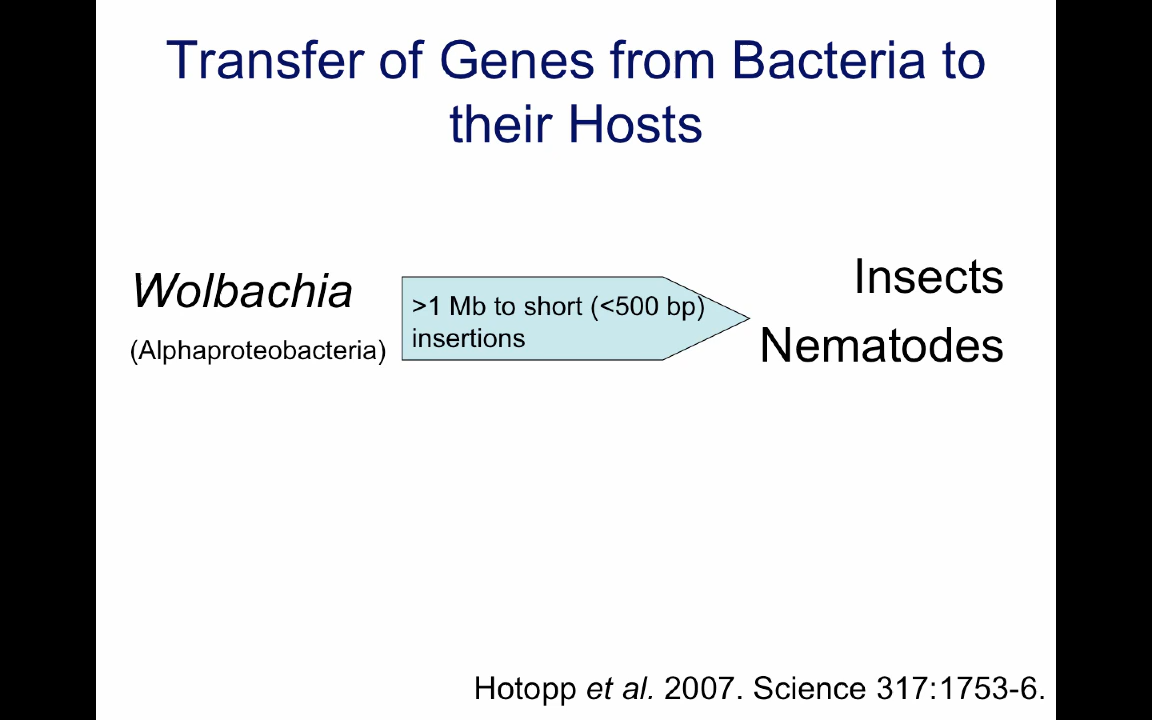 Transfer of Genes from Bacteria to
their Hosts
Wolbachia
(Alphaproteobacteria)
>1 Mb to short (<500 bp)
insertions
Insects
Nematodes
Hotopp et al. 2007. Science 317:1753-6.